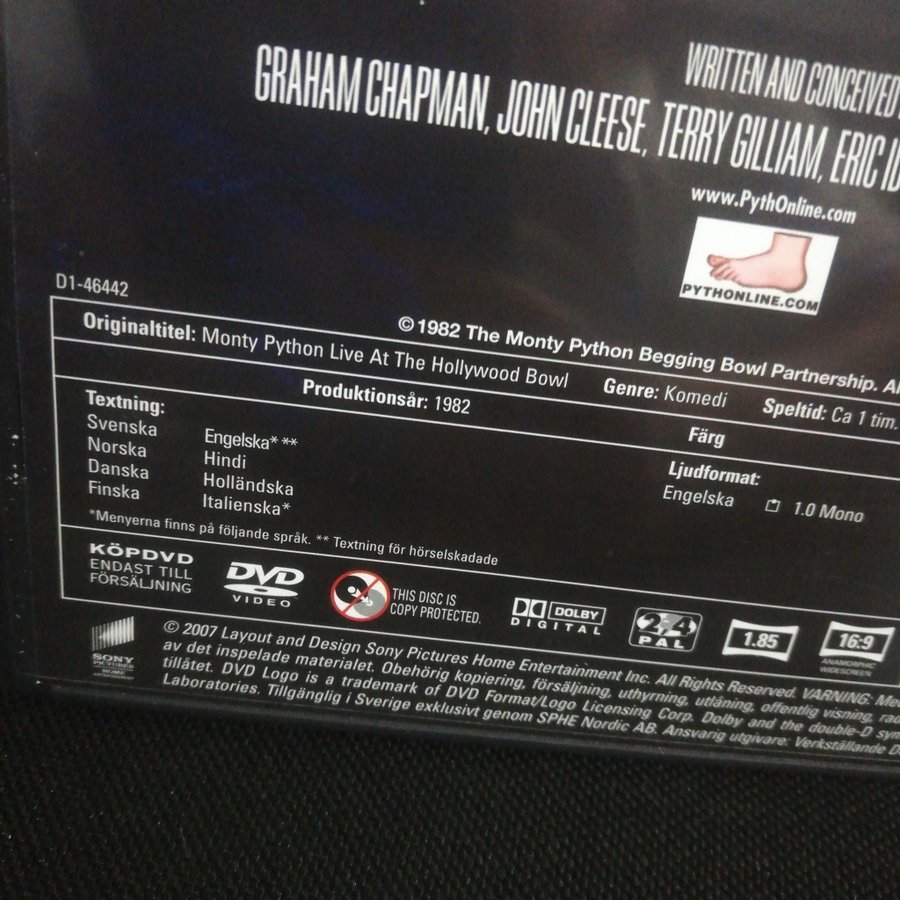 WRITTEN AND CONCEIVED
GRAHAM CHAPMAN, JOHN CLEESE, TERRY GILLIAM, ERIC
www.PythOnline.com
PYTHONLINE.COM
D1-46442
©1982 The Monty Python Begging Bowl Partnership.
Originaltitel: Monty Python Live At The Hollywood Bowl Genre: Komedi Speltid: Ca 1 tim.
Produktionsår: 1982 Färg
Textning:
Svenska Engelska* **
Norska Hindi
Danska Holländska
Finska Italienska*
Ljudformat:
Engelska 1.0 Mono
*Menyerna finns på följande språk. ** Textning för hörselskadade
KÖPDVD
ENDAST TILL
FÖRSÄLJNING
DVD
VIDEO
THIS DISC IS
COPY PROTECTED.
DOLBY
DIGITAL
2 4
PAL
1.85
16:9
ANAMORPHIC
WIDESCREEN
SONY
PICTURES
HOME
ENTERTAINMENT
© 2007 Layout and Design Sony Pictures Home Entertainment Inc. All Rights Reserved. VARNING:
av det inspelade materialet. Obehörig kopiering, försäljning, uthyrning, utlåning, offentlig visning,
tillåtet. DVD Logo is a trademark of DVD Format/Logo Licensing Corp. Dolby and the double-D
Laboratories. Tillgänglig i Sverige exklusivt genom SPHE Nordic AB. Ansvarig utgivare: Verkställande